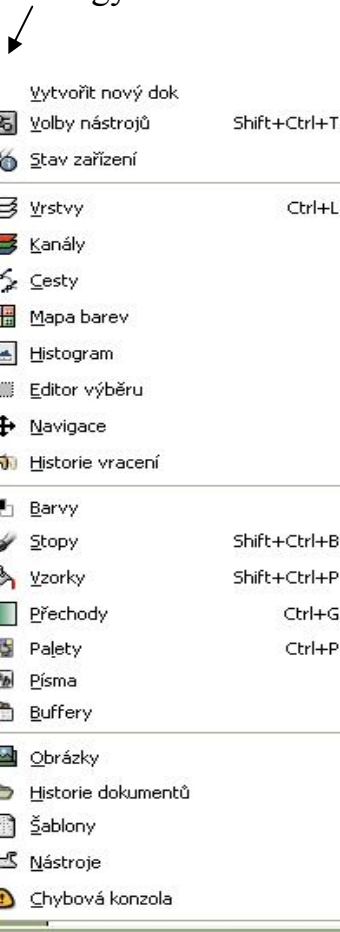 Vytvořit nový dok
Volby nástrojů Shift+Ctrl+T
Stav zařízení
Vrstvy Ctrl+L
Kanály
Cesty
Mapa barev
Histogram
Editor výběru
Navigace
Historie vracení
Barvy
Stopy Shift+Ctrl+B
Vzorky Shift+Ctrl+P
Přechody Ctrl+G
Palety Ctrl+P
Písma
Buffery
Obrázky
Historie dokumentů
Šablony
Nástroje
Chybová konzola